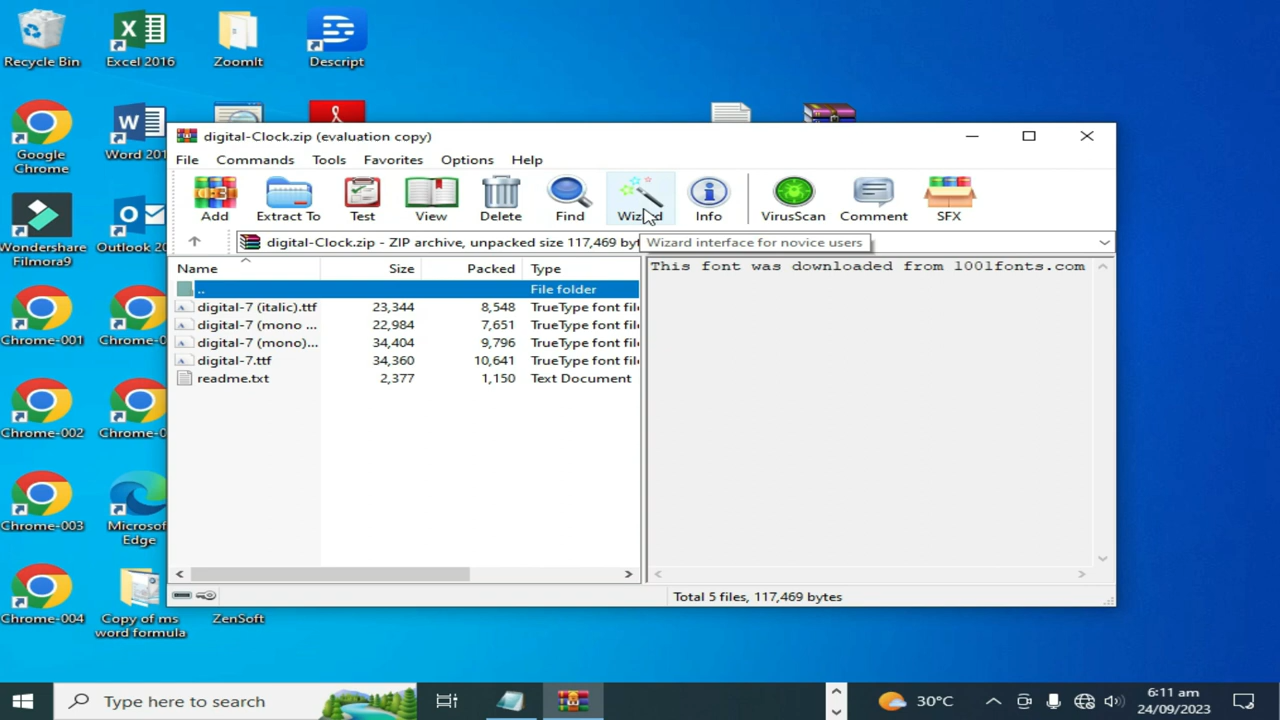 Recycle Bin
Excel 2016
ZoomIt
Descript
Google Chrome
Word 201
Wondershare Filmora9
Outlook 20
Chrome-001
Chrome-0
Chrome-002
Chrome-0
Chrome-003
Microsof
Edge
Chrome-004
Copy of ms word formula
ZenSoft
digital-Clock.zip (evaluation copy)
File Commands Tools Favorites Options Help
Add Extract To Test View Delete Find Wizard Info VirusScan Comment SFX
digital-Clock.zip - ZIP archive, unpacked size 117,469 byt
Wizard interface for novice users
Name Size Packed Type
.. File folder
digital-7 (italic).ttf 23,344 8,548 TrueType font file
digital-7 (mono ... 22,984 7,651 TrueType font file
digital-7 (mono)... 34,404 9,796 TrueType font file
digital-7.ttf 34,360 10,641 TrueType font file
readme.txt 2,377 1,150 Text Document
This font was downloaded from 1001fonts.com
Total 5 files, 117,469 bytes
Type here to search
30°C
6:11 am
24/09/2023